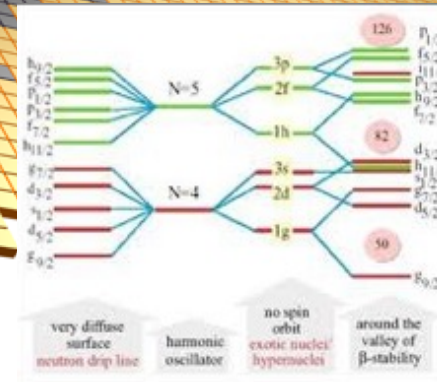 126
h9/2
f5/2
p1/2
p1/2
f7/2
h11/2
N=5
3p
2f
1h
p1/2
f5/2
p3/2
h9/2
f7/2
82
g7/2
d3/2
s1/2
d5/2
g9/2
N=4
3s
2d
1g
d3/2
h11/2
g7/2
d5/2
50
g9/2
very diffuse
surface
neutron drip line
harmonic
oscillator
no spin
orbit
exotic nuclei/
hypernuclei
around the
valley of
β-stability